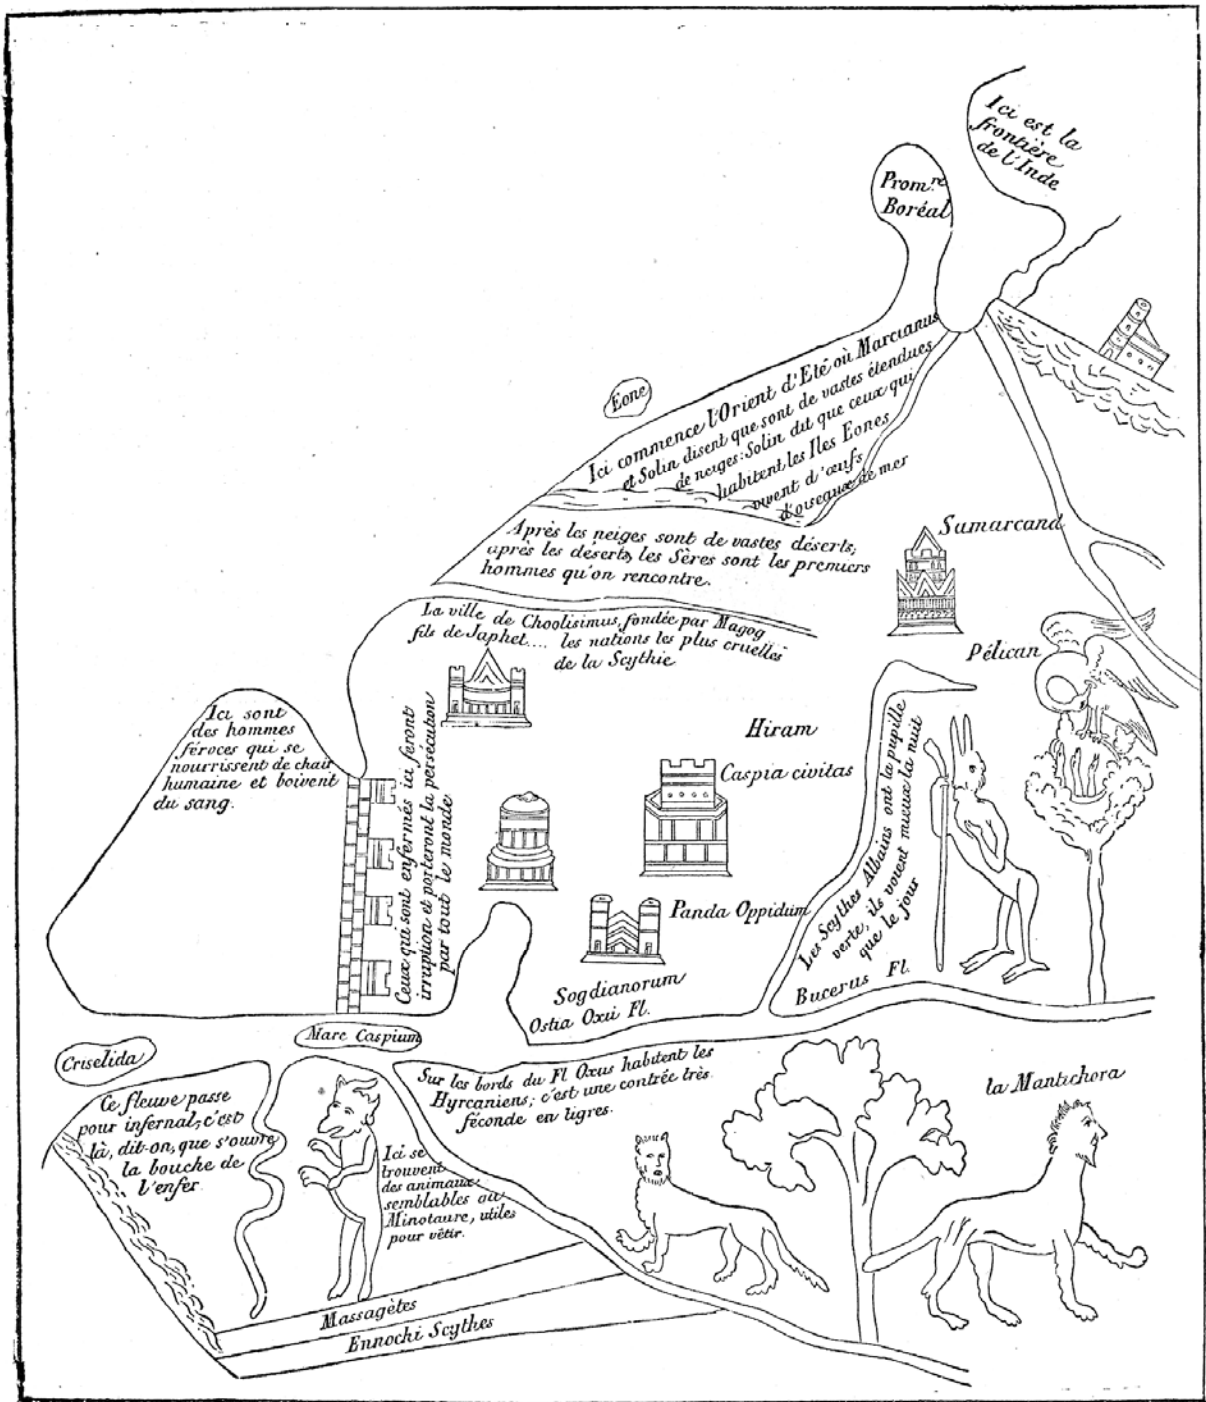 Ici est la
frontière
de l'Inde
Prom.re
Boréal
Eone
Ici commence l'Orient d'Eté où Marcianus
et Solin disent que sont de vastes étendues
de neiges: Solin dit que ceux qui
habitent les Iles Eones
vivent d'œufs
d'oiseaux de mer
Après les neiges sont de vastes déserts;
après les déserts, les Sères sont les premiers
hommes qu'on rencontre.
Samarcand
La ville de Choolisimus, fondée par Magog
fils de Japhet.... les nations les plus cruelles
de la Scythie
Pélican
Ici sont
des hommes
féroces qui se
nourrissent de chair
humaine et boivent
du sang.
Ceux qui sont enfermés ici feront
irruption et porteront la persécution
par tout le monde.
Hiram
Caspia civitas
Panda Oppidum
Les Scythes Albains ont la pupille
verte, ils voient mieux la nuit
que le jour
Bucerus Fl.
Sogdianorum
Ostia Oxii Fl.
Mare Caspium
Criselida
Ce fleuve passe
pour infernal; c'est
là, dit-on, que s'ouvre
la bouche de
l'enfer.
Ici se
trouvent
des animaux
semblables au
Minotaure, utiles
pour vêtir.
Sur les bords du Fl Oxus habitent les
Hyrcaniens; c'est une contrée très
féconde en tigres.
la Mantichora
Massagètes
Ennochi Scythes